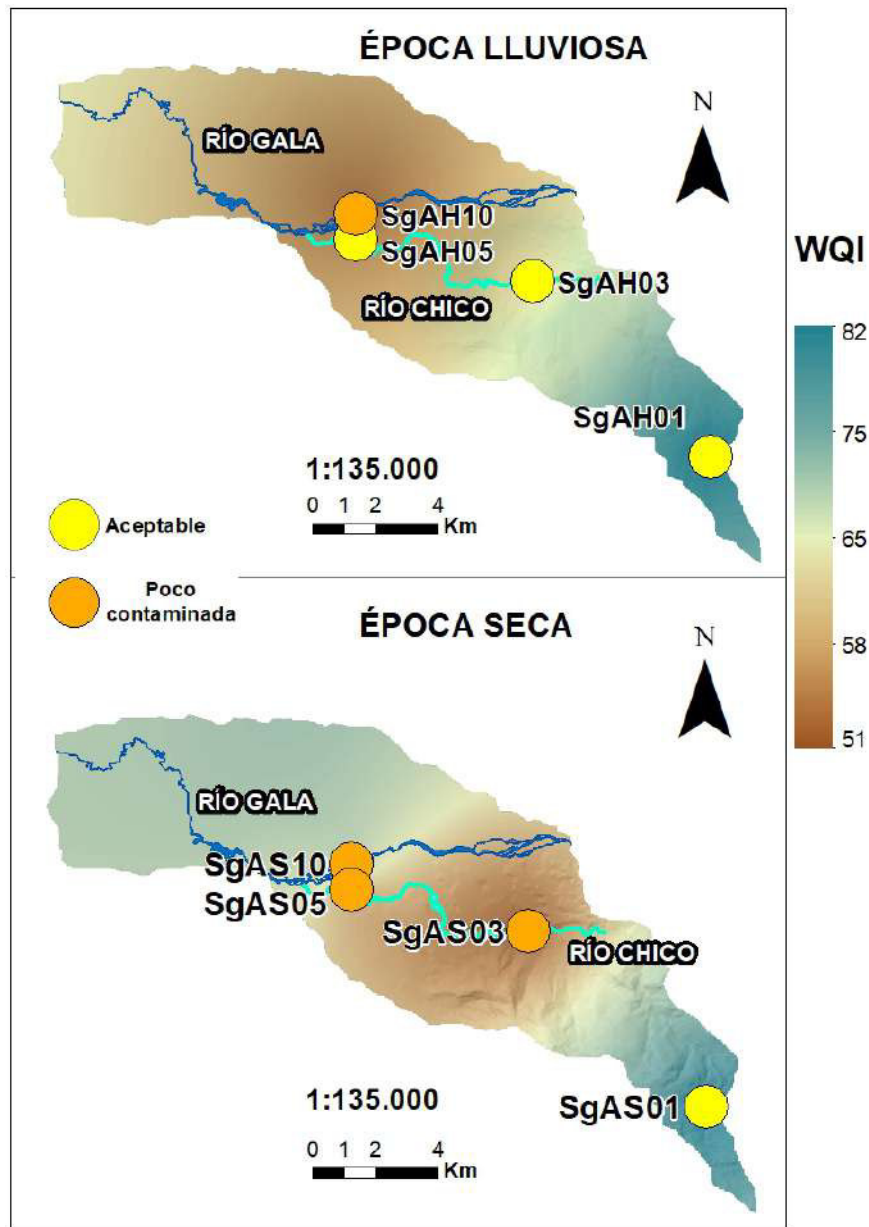 ÉPOCA LLUVIOSA
N
RÍO GALA
SgAH10
SgAH05
SgAH03
RÍO CHICO
SgAH01
1:135.000
0 1 2 4
Km
Aceptable
Poco
contaminada
WQI
82
75
65
58
51
ÉPOCA SECA
N
RÍO GALA
SgAS10
SgAS05
SgAS03
RÍO CHICO
SgAS01
1:135.000
0 1 2 4
Km